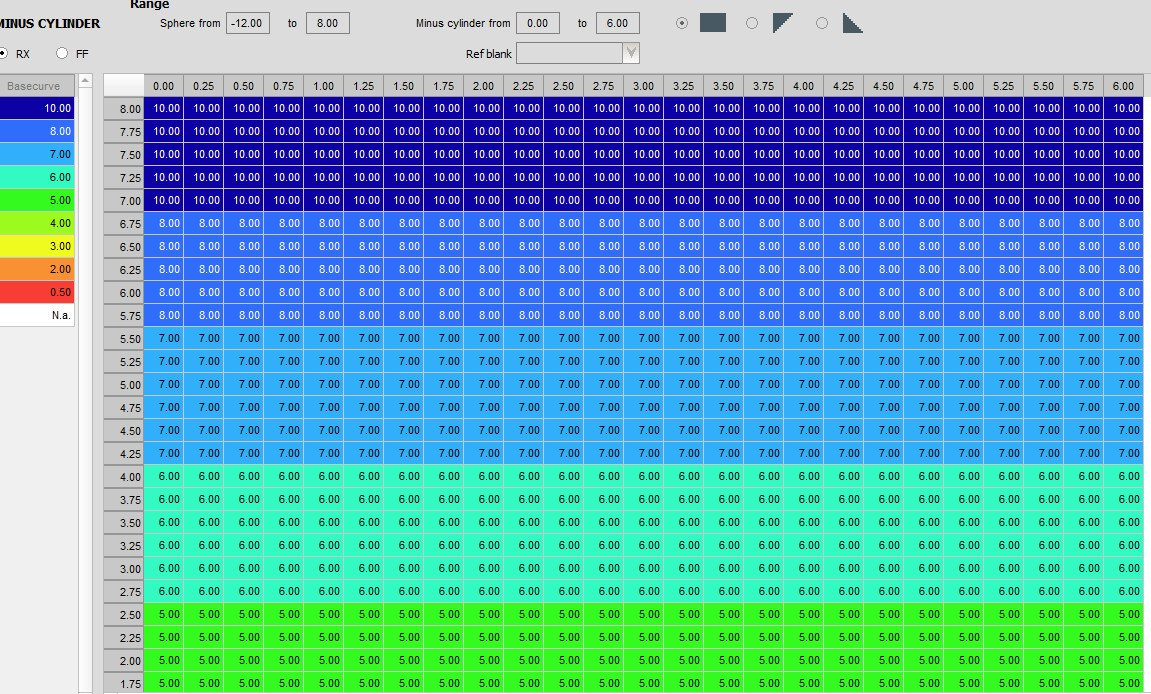 Range
MINUS CYLINDER
Sphere from -12.00 to 8.00 Minus cylinder from 0.00 to 6.00
RX FF Ref blank
Basecurve
10.00
8.00
7.00
6.00
5.00
4.00
3.00
2.00
0.50
N.a.
0.00 0.25 0.50 0.75 1.00 1.25 1.50 1.75 2.00 2.25 2.50 2.75 3.00 3.25 3.50 3.75 4.00 4.25 4.50 4.75 5.00 5.25 5.50 5.75 6.00
8.00 10.00 10.00 10.00 10.00 10.00 10.00 10.00 10.00 10.00 10.00 10.00 10.00 10.00 10.00 10.00 10.00 10.00 10.00 10.00 10.00 10.00 10.00 10.00 10.00 10.00
7.75 10.00 10.00 10.00 10.00 10.00 10.00 10.00 10.00 10.00 10.00 10.00 10.00 10.00 10.00 10.00 10.00 10.00 10.00 10.00 10.00 10.00 10.00 10.00 10.00 10.00
7.50 10.00 10.00 10.00 10.00 10.00 10.00 10.00 10.00 10.00 10.00 10.00 10.00 10.00 10.00 10.00 10.00 10.00 10.00 10.00 10.00 10.00 10.00 10.00 10.00 10.00
7.25 10.00 10.00 10.00 10.00 10.00 10.00 10.00 10.00 10.00 10.00 10.00 10.00 10.00 10.00 10.00 10.00 10.00 10.00 10.00 10.00 10.00 10.00 10.00 10.00 10.00
7.00 10.00 10.00 10.00 10.00 10.00 10.00 10.00 10.00 10.00 10.00 10.00 10.00 10.00 10.00 10.00 10.00 10.00 10.00 10.00 10.00 10.00 10.00 10.00 10.00 10.00
6.75 8.00 8.00 8.00 8.00 8.00 8.00 8.00 8.00 8.00 8.00 8.00 8.00 8.00 8.00 8.00 8.00 8.00 8.00 8.00 8.00 8.00 8.00 8.00 8.00 8.00
6.50 8.00 8.00 8.00 8.00 8.00 8.00 8.00 8.00 8.00 8.00 8.00 8.00 8.00 8.00 8.00 8.00 8.00 8.00 8.00 8.00 8.00 8.00 8.00 8.00 8.00
6.25 8.00 8.00 8.00 8.00 8.00 8.00 8.00 8.00 8.00 8.00 8.00 8.00 8.00 8.00 8.00 8.00 8.00 8.00 8.00 8.00 8.00 8.00 8.00 8.00 8.00
6.00 8.00 8.00 8.00 8.00 8.00 8.00 8.00 8.00 8.00 8.00 8.00 8.00 8.00 8.00 8.00 8.00 8.00 8.00 8.00 8.00 8.00 8.00 8.00 8.00 8.00
5.75 8.00 8.00 8.00 8.00 8.00 8.00 8.00 8.00 8.00 8.00 8.00 8.00 8.00 8.00 8.00 8.00 8.00 8.00 8.00 8.00 8.00 8.00 8.00 8.00 8.00
5.50 7.00 7.00 7.00 7.00 7.00 7.00 7.00 7.00 7.00 7.00 7.00 7.00 7.00 7.00 7.00 7.00 7.00 7.00 7.00 7.00 7.00 7.00 7.00 7.00 7.00
5.25 7.00 7.00 7.00 7.00 7.00 7.00 7.00 7.00 7.00 7.00 7.00 7.00 7.00 7.00 7.00 7.00 7.00 7.00 7.00 7.00 7.00 7.00 7.00 7.00 7.00
5.00 7.00 7.00 7.00 7.00 7.00 7.00 7.00 7.00 7.00 7.00 7.00 7.00 7.00 7.00 7.00 7.00 7.00 7.00 7.00 7.00 7.00 7.00 7.00 7.00 7.00
4.75 7.00 7.00 7.00 7.00 7.00 7.00 7.00 7.00 7.00 7.00 7.00 7.00 7.00 7.00 7.00 7.00 7.00 7.00 7.00 7.00 7.00 7.00 7.00 7.00 7.00
4.50 7.00 7.00 7.00 7.00 7.00 7.00 7.00 7.00 7.00 7.00 7.00 7.00 7.00 7.00 7.00 7.00 7.00 7.00 7.00 7.00 7.00 7.00 7.00 7.00 7.00
4.25 7.00 7.00 7.00 7.00 7.00 7.00 7.00 7.00 7.00 7.00 7.00 7.00 7.00 7.00 7.00 7.00 7.00 7.00 7.00 7.00 7.00 7.00 7.00 7.00 7.00
4.00 6.00 6.00 6.00 6.00 6.00 6.00 6.00 6.00 6.00 6.00 6.00 6.00 6.00 6.00 6.00 6.00 6.00 6.00 6.00 6.00 6.00 6.00 6.00 6.00 6.00
3.75 6.00 6.00 6.00 6.00 6.00 6.00 6.00 6.00 6.00 6.00 6.00 6.00 6.00 6.00 6.00 6.00 6.00 6.00 6.00 6.00 6.00 6.00 6.00 6.00 6.00
3.50 6.00 6.00 6.00 6.00 6.00 6.00 6.00 6.00 6.00 6.00 6.00 6.00 6.00 6.00 6.00 6.00 6.00 6.00 6.00 6.00 6.00 6.00 6.00 6.00 6.00
3.25 6.00 6.00 6.00 6.00 6.00 6.00 6.00 6.00 6.00 6.00 6.00 6.00 6.00 6.00 6.00 6.00 6.00 6.00 6.00 6.00 6.00 6.00 6.00 6.00 6.00
3.00 6.00 6.00 6.00 6.00 6.00 6.00 6.00 6.00 6.00 6.00 6.00 6.00 6.00 6.00 6.00 6.00 6.00 6.00 6.00 6.00 6.00 6.00 6.00 6.00 6.00
2.75 6.00 6.00 6.00 6.00 6.00 6.00 6.00 6.00 6.00 6.00 6.00 6.00 6.00 6.00 6.00 6.00 6.00 6.00 6.00 6.00 6.00 6.00 6.00 6.00 6.00
2.50 5.00 5.00 5.00 5.00 5.00 5.00 5.00 5.00 5.00 5.00 5.00 5.00 5.00 5.00 5.00 5.00 5.00 5.00 5.00 5.00 5.00 5.00 5.00 5.00 5.00
2.25 5.00 5.00 5.00 5.00 5.00 5.00 5.00 5.00 5.00 5.00 5.00 5.00 5.00 5.00 5.00 5.00 5.00 5.00 5.00 5.00 5.00 5.00 5.00 5.00 5.00
2.00 5.00 5.00 5.00 5.00 5.00 5.00 5.00 5.00 5.00 5.00 5.00 5.00 5.00 5.00 5.00 5.00 5.00 5.00 5.00 5.00 5.00 5.00 5.00 5.00 5.00
1.75 5.00 5.00 5.00 5.00 5.00 5.00 5.00 5.00 5.00 5.00 5.00 5.00 5.00 5.00 5.00 5.00 5.00 5.00 5.00 5.00 5.00 5.00 5.00 5.00 5.00